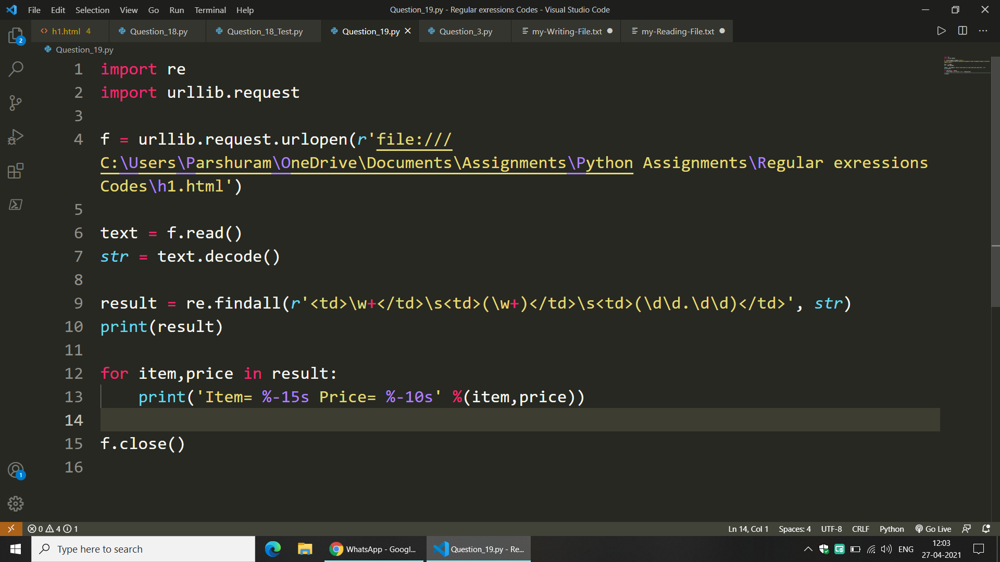 File Edit Selection View Go Run Terminal Help
Question_19.py - Regular exressions Codes - Visual Studio Code
h1.html 4 Question_18.py Question_18_Test.py Question_19.py Question_3.py my-Writing-File.txt my-Reading-File.txt
Question_19.py
2
1 import re
2 import urllib.request
3
4 f = urllib.request.urlopen(r'file:///
C:\Users\Parshuram\OneDrive\Documents\Assignments\Python Assignments\Regular exressions
Codes\h1.html')
5
6 text = f.read()
7 str = text.decode()
8
9 result = re.findall(r'<td>\w+</td>\s<td>(\w+)</td>\s<td>(\d\d.\d\d)</td>', str)
10 print(result)
11
12 for item,price in result:
13     print('Item= %-15s Price= %-10s' %(item,price))
14
15 f.close()
16
1
0 4 1 Ln 14, Col 1 Spaces: 4 UTF-8 CRLF Python Go Live
Type here to search WhatsApp - Googl... Question_19.py - Re... ENG 12:03
27-04-2021